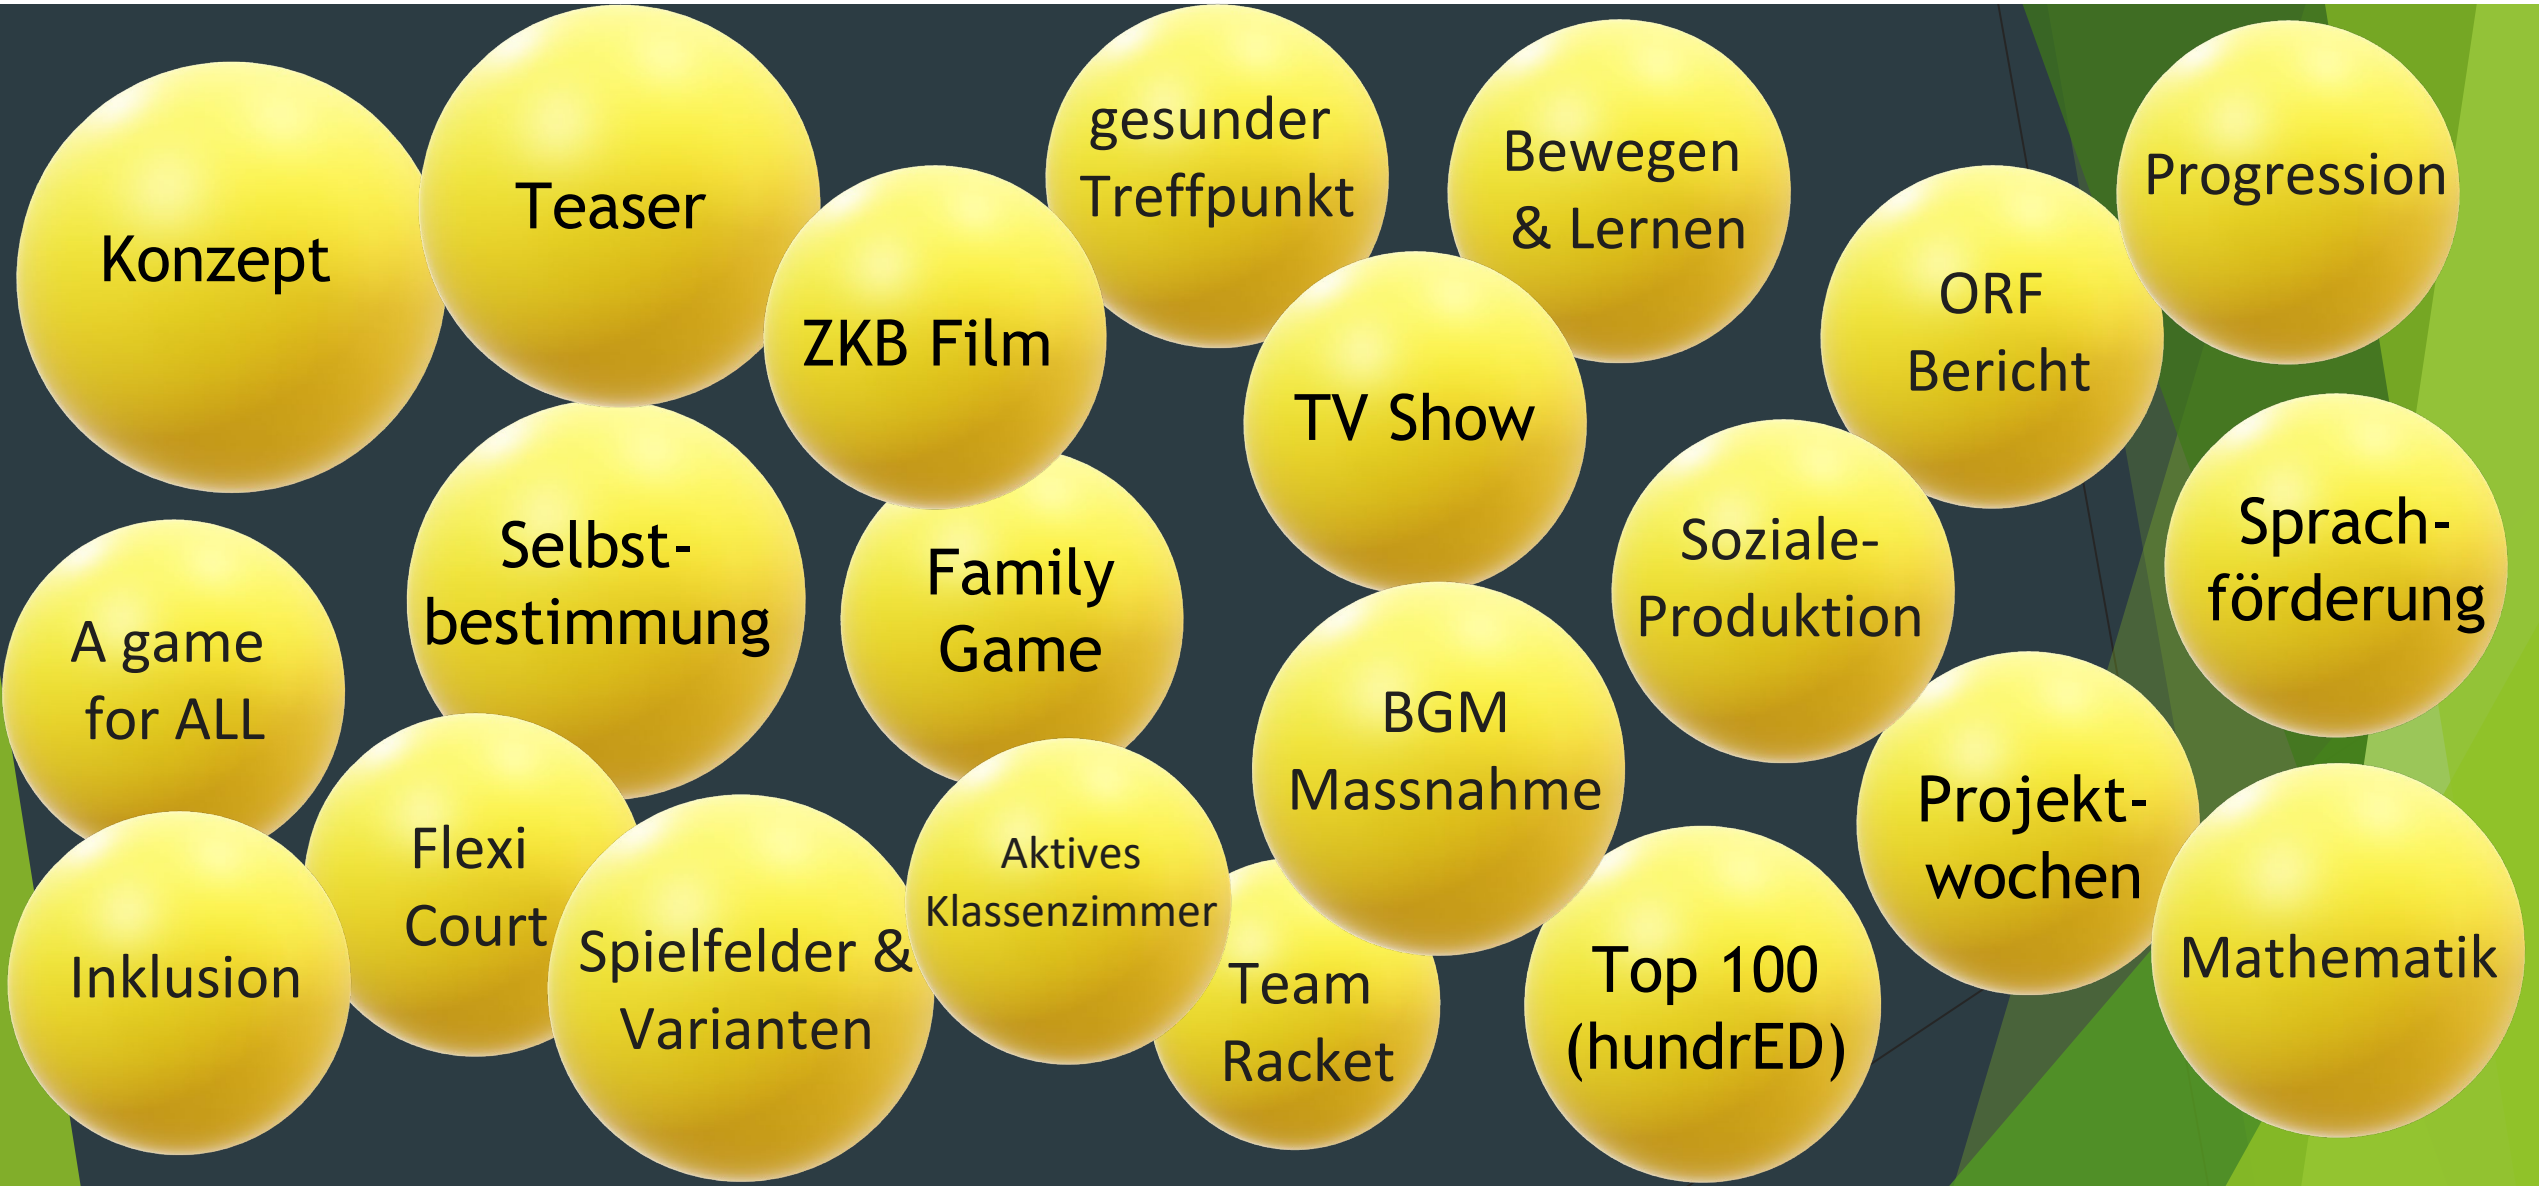 Konzept
Teaser
ZKB Film
gesunder
Treffpunkt
Bewegen
& Lernen
TV Show
ORF
Bericht
Progression
Selbst-
bestimmung
Family
Game
Soziale-
Produktion
Sprach-
förderung
A game
for ALL
BGM
Massnahme
Projekt-
wochen
Inklusion
Flexi
Court
Spielfelder &
Varianten
Aktives
Klassenzimmer
Team
Racket
Top 100
(hundrED)
Mathematik